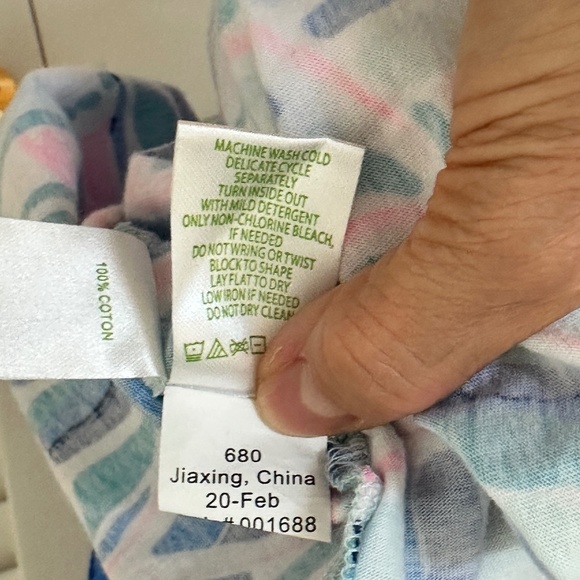 MACHINE WASH COLD
DELICATE CYCLE
SEPARATELY
TURN INSIDE OUT
WITH MILD DETERGENT
ONLY NON-CHLORINE BLEACH,
IF NEEDED
DO NOT WRING OR TWIST
BLOCK TO SHAPE
LAY FLAT TO DRY
LOW IRON IF NEEDED
DO NOT DRY CLEAN
100% COTON
680
Jiaxing, China
20-Feb
# 001688